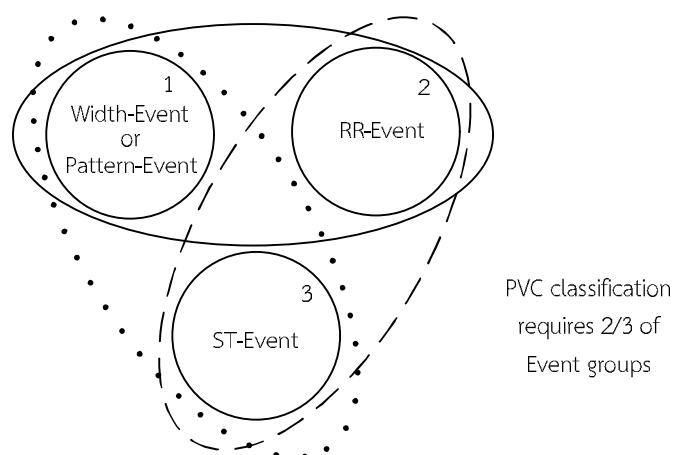 1
Width-Event
or
Pattern-Event
2
RR-Event
3
ST-Event
PVC classification
requires 2/3 of
Event groups